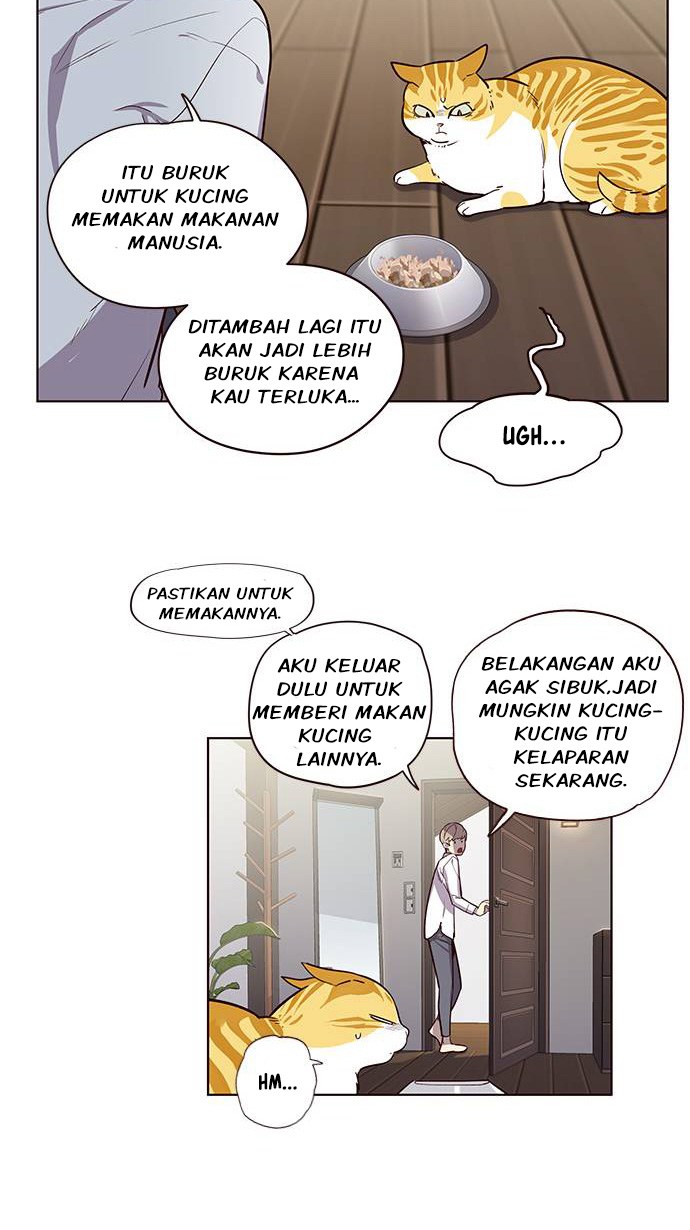 ITU BURUK
UNTUK KUCING
MEMAKAN MAKANAN
MANUSIA.
DITAMBAH LAGI ITU
AKAN JADI LEBIH
BURUK KARENA
KAU TERLUKA...
UGH...
PASTIKAN UNTUK
MEMAKANNYA.
AKU KELUAR
DULU UNTUK
MEMBERI MAKAN
KUCING
LAINNYA.
BELAKANGAN AKU
AGAK SIBUK,JADI
MUNGKIN KUCING-
KUCING ITU
KELAPARAN
SEKARANG.
HM...